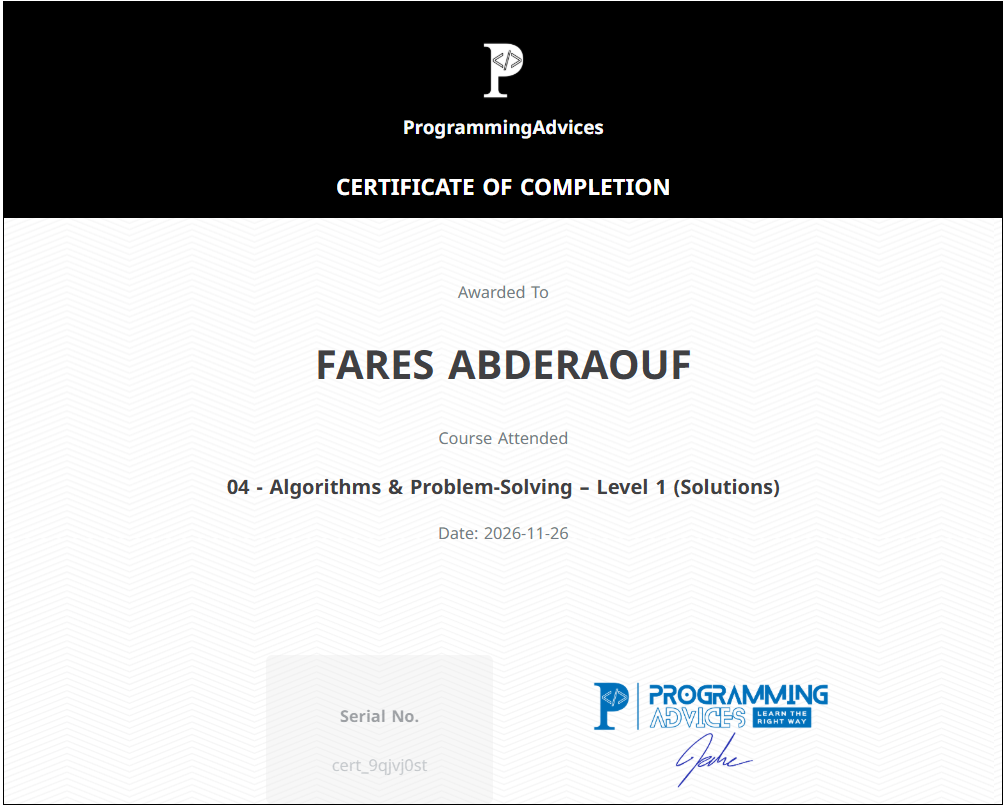 ProgrammingAdvices
CERTIFICATE OF COMPLETION
Awarded To
FARES ABDERAOUF
Course Attended
04 - Algorithms & Problem-Solving – Level 1 (Solutions)
Date: 2026-11-26
Serial No.
cert_9qjvj0st
PROGRAMMING
ADVICES
LEARN THE
RIGHT WAY